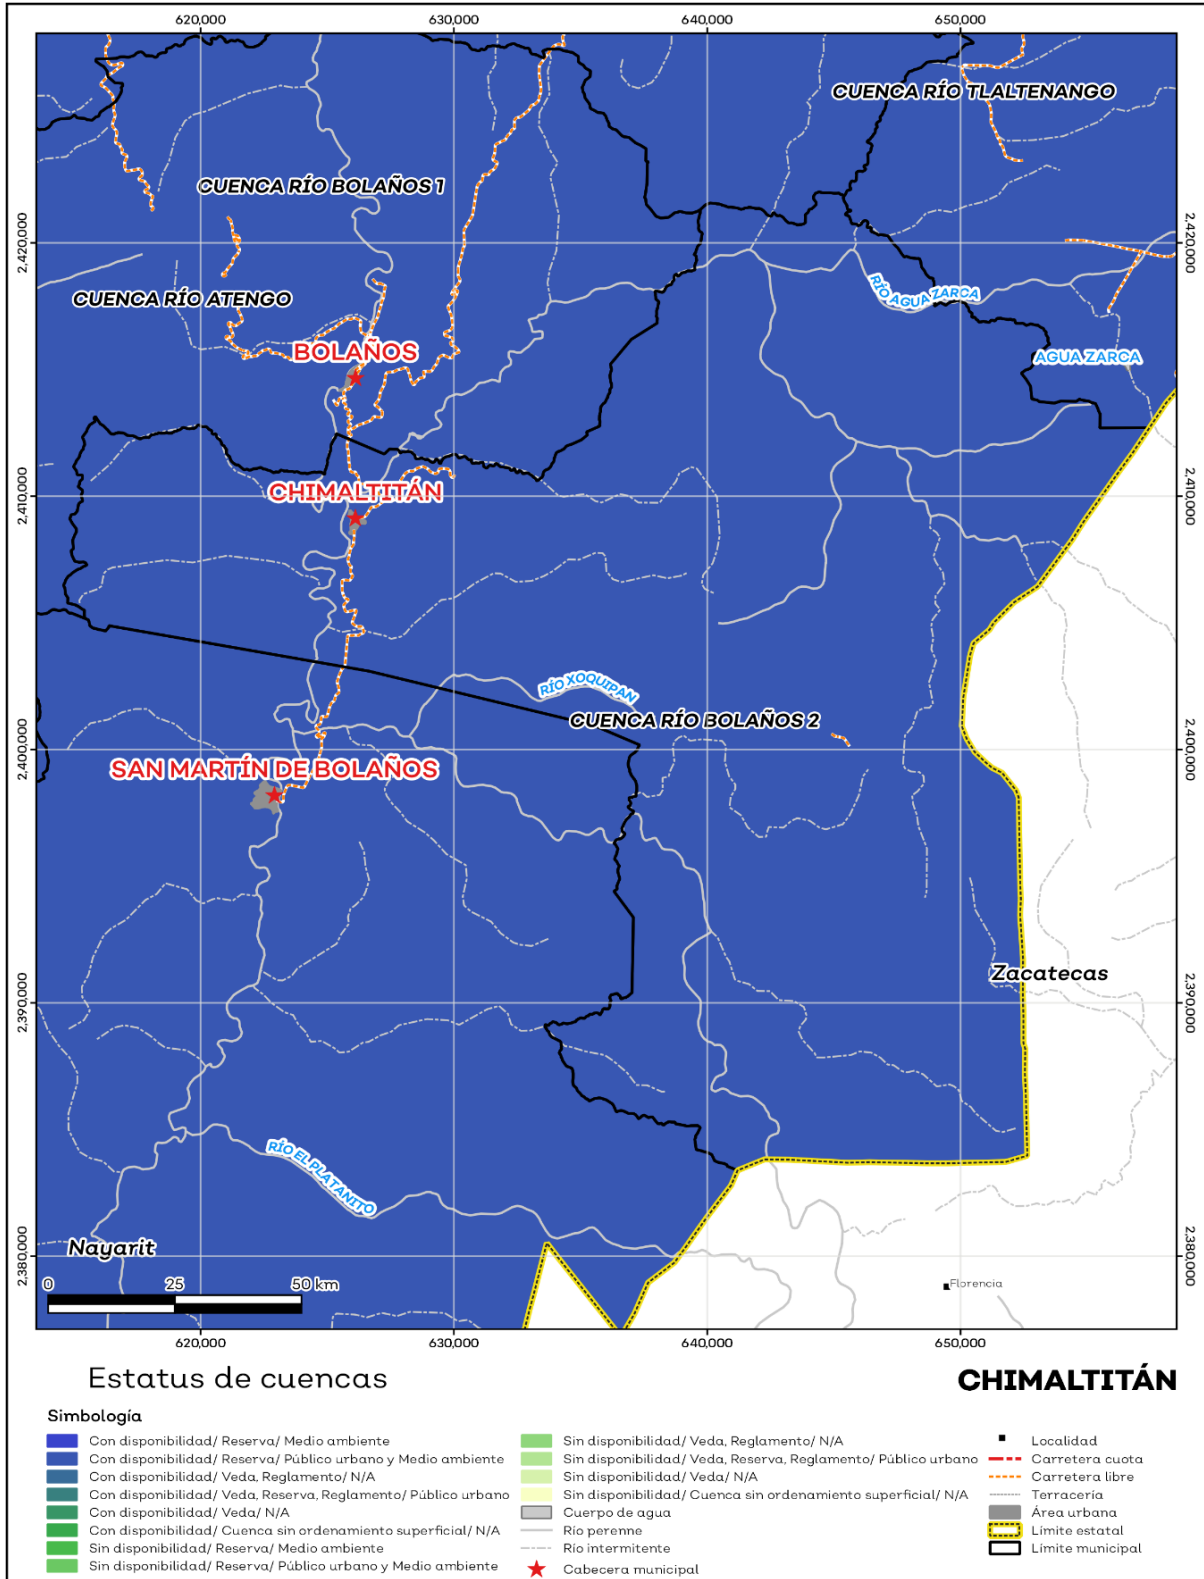 620,000
630,000
640,000
650,000
CUENCA RÍO TLALTENANGO
CUENCA RÍO BOLAÑOS 1
2,420,000
2,420,000
CUENCA RÍO ATENGO
RÍO AGUA ZARCA
BOLAÑOS
AGUA ZARCA
CHIMALTITÁN
2,410,000
2,410,000
RÍO XOQUIPAN
CUENCA RÍO BOLAÑOS 2
2,400,000
2,400,000
SAN MARTÍN DE BOLAÑOS
Zacatecas
2,390,000
2,390,000
RÍO EL PLATANITO
Nayarit
2,380,000
2,380,000
0 25 50 km
Florencia
620,000
630,000
640,000
650,000
Estatus de cuencas
CHIMALTITÁN
Simbología
Con disponibilidad/ Reserva/ Medio ambiente
Con disponibilidad/ Reserva/ Público urbano y Medio ambiente
Con disponibilidad/ Veda, Reglamento/ N/A
Con disponibilidad/ Veda, Reserva, Reglamento/ Público urbano
Con disponibilidad/ Veda/ N/A
Con disponibilidad/ Cuenca sin ordenamiento superficial/ N/A
Sin disponibilidad/ Reserva/ Medio ambiente
Sin disponibilidad/ Reserva/ Público urbano y Medio ambiente
Sin disponibilidad/ Veda, Reglamento/ N/A
Sin disponibilidad/ Veda, Reserva, Reglamento/ Público urbano
Sin disponibilidad/ Veda/ N/A
Sin disponibilidad/ Cuenca sin ordenamiento superficial/ N/A
Cuerpo de agua
Río perenne
Río intermitente
Cabecera municipal
Localidad
Carretera cuota
Carretera libre
Terracería
Área urbana
Límite estatal
Límite municipal